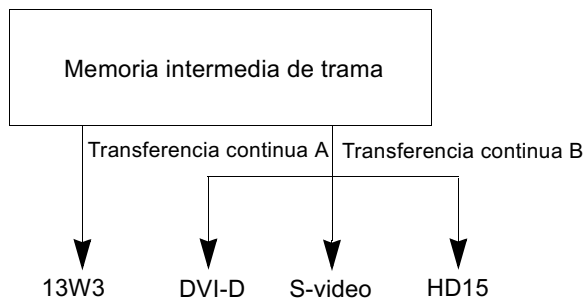 Memoria intermedia de trama
Transferencia continua A
Transferencia continua B
13W3
DVI-D
S-video
HD15